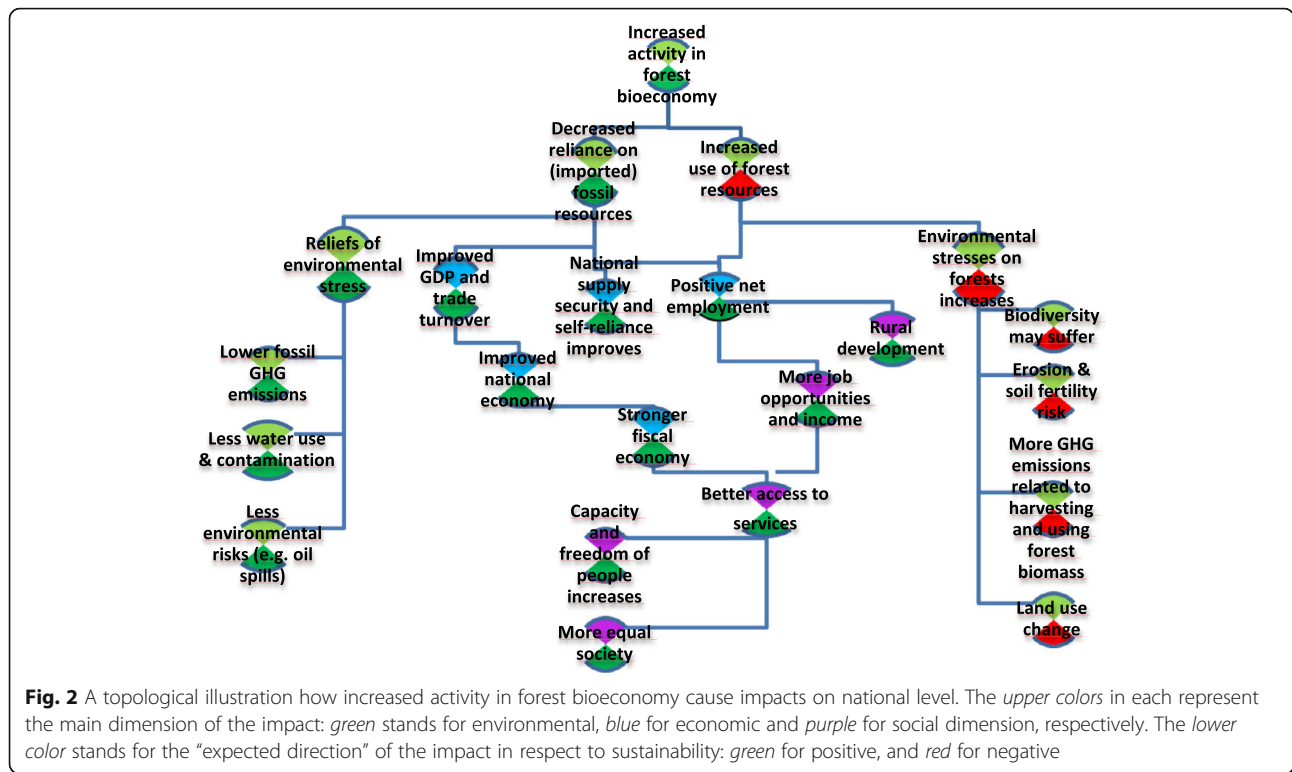 Increased
activity in
forest
bioeconomy
Decreased
reliance on
(imported)
fossil
resources
Increased
use of forest
resources
Reliefs of
environmental
stress
Improved
GDP and
trade
turnover
National
supply
security and
self-reliance
improves
Positive net
employment
Environmental
stresses on
forests
increases
Rural
development
Biodiversity
may suffer
Lower fossil
GHG
emissions
Improved
national
economy
More job
opportunities
and income
Erosion &
soil fertility
risk
Less water use
& contamination
Stronger
fiscal
economy
More GHG
emissions
related to
harvesting
and using
forest
biomass
Less
environmental
risks (e.g. oil
spills)
Better access to
services
Capacity
and
freedom of
people
increases
More equal
society
Land use
change
Fig. 2 A topological illustration how increased activity in forest bioeconomy cause impacts on national level. The upper colors in each represent
the main dimension of the impact: green stands for environmental, blue for economic and purple for social dimension, respectively. The lower
color stands for the “expected direction” of the impact in respect to sustainability: green for positive, and red for negative